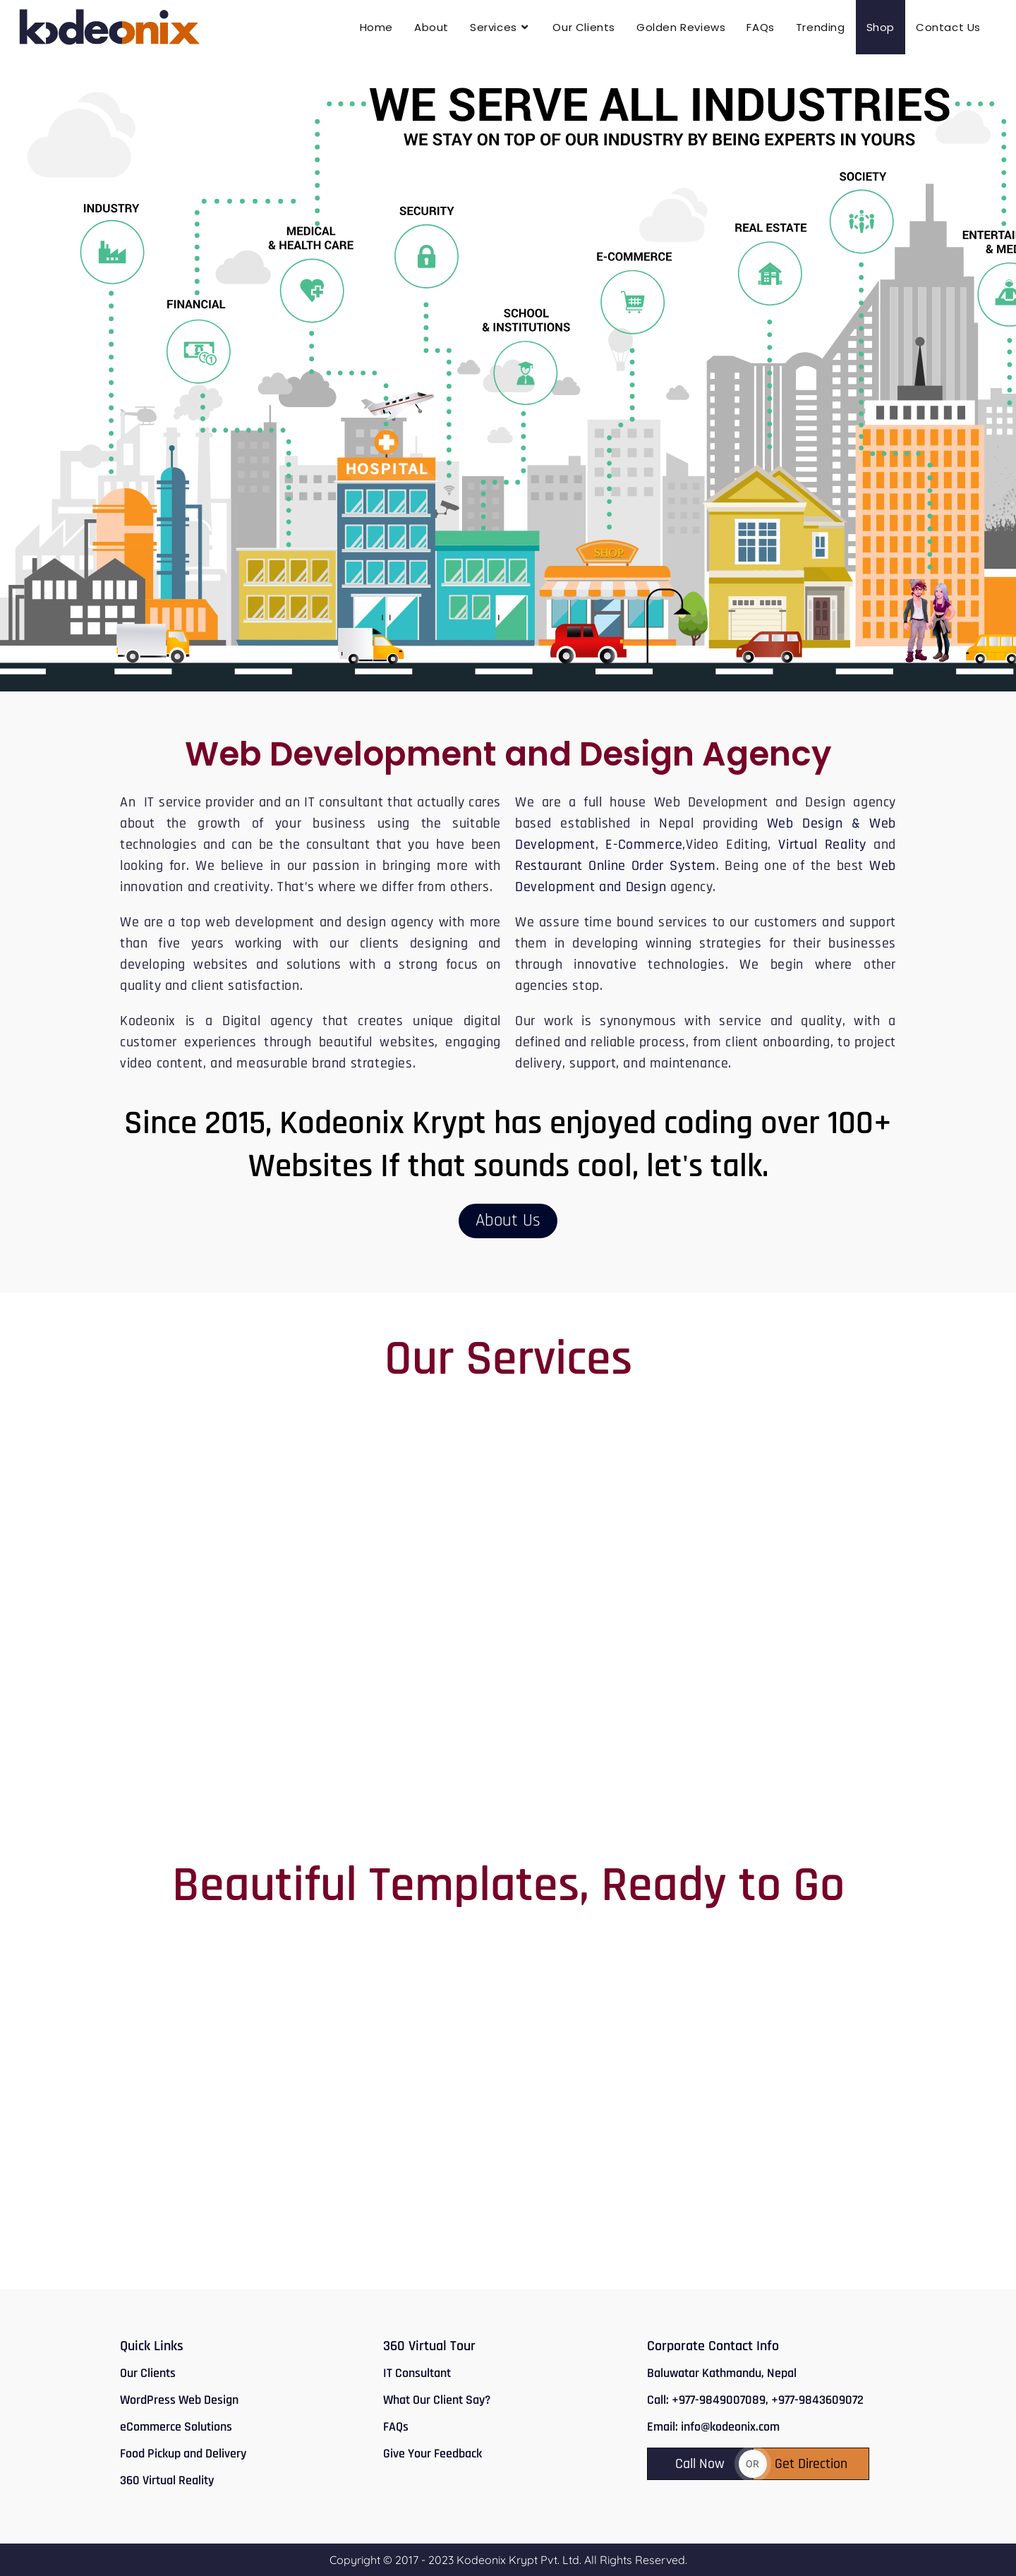 kodeonix
Home About Services Our Clients Golden Reviews FAQs Trending Shop Contact Us
WE SERVE ALL INDUSTRIES
WE STAY ON TOP OF OUR INDUSTRY BY BEING EXPERTS IN YOURS
SOCIETY
INDUSTRY
SECURITY
MEDICAL
& HEALTH CARE
REAL ESTATE
E-COMMERCE
& MED
FINANCIAL
SCHOOL
& INSTITUTIONS
HOSPITAL
SHOP
Web Development and Design Agency
An IT service provider and an IT consultant that actually cares
about the growth of your business using the suitable
technologies and can be the consultant that you have been
looking for. We believe in our passion in bringing more with
innovation and creativity. That’s where we differ from others.
We are a top web development and design agency with more
than five years working with our clients designing and
developing websites and solutions with a strong focus on
quality and client satisfaction.
Kodeonix is a Digital agency that creates unique digital
customer experiences through beautiful websites, engaging
video content, and measurable brand strategies.
We are a full house Web Development and Design agency
based established in Nepal providing Web Design & Web
Development, E-Commerce,Video Editing, Virtual Reality and
Restaurant Online Order System. Being one of the best Web
Development and Design agency.
We assure time bound services to our customers and support
them in developing winning strategies for their businesses
through innovative technologies. We begin where other
agencies stop.
Our work is synonymous with service and quality, with a
defined and reliable process, from client onboarding, to project
delivery, support, and maintenance.
Since 2015, Kodeonix Krypt has enjoyed coding over 100+
Websites If that sounds cool, let's talk.
About Us
Our Services
Beautiful Templates, Ready to Go
Quick Links
Our Clients
WordPress Web Design
eCommerce Solutions
Food Pickup and Delivery
360 Virtual Reality
360 Virtual Tour
IT Consultant
What Our Client Say?
FAQs
Give Your Feedback
Corporate Contact Info
Baluwatar Kathmandu, Nepal
Call: +977-9849007089, +977-9843609072
Email: info@kodeonix.com
Call Now OR Get Direction
Copyright © 2017 - 2023 Kodeonix Krypt Pvt. Ltd. All Rights Reserved.